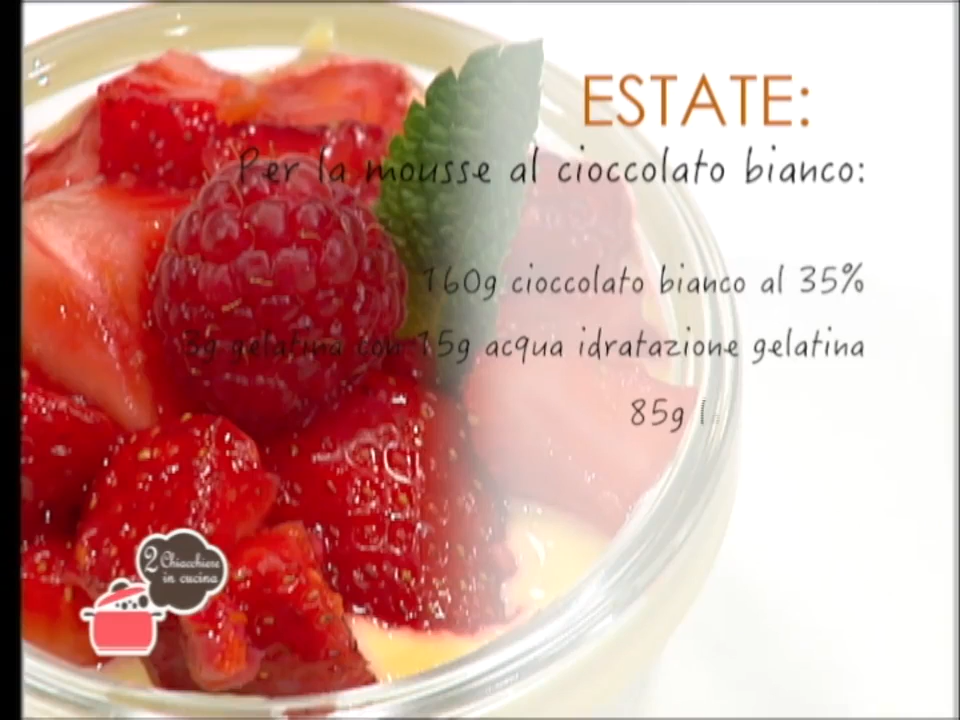 ESTATE:
Per la mousse al cioccolato bianco:
160g cioccolato bianco al 35%
3g gelatina con 15g acqua idratazione gelatina
85g
2 Chiacchiere
in cucina